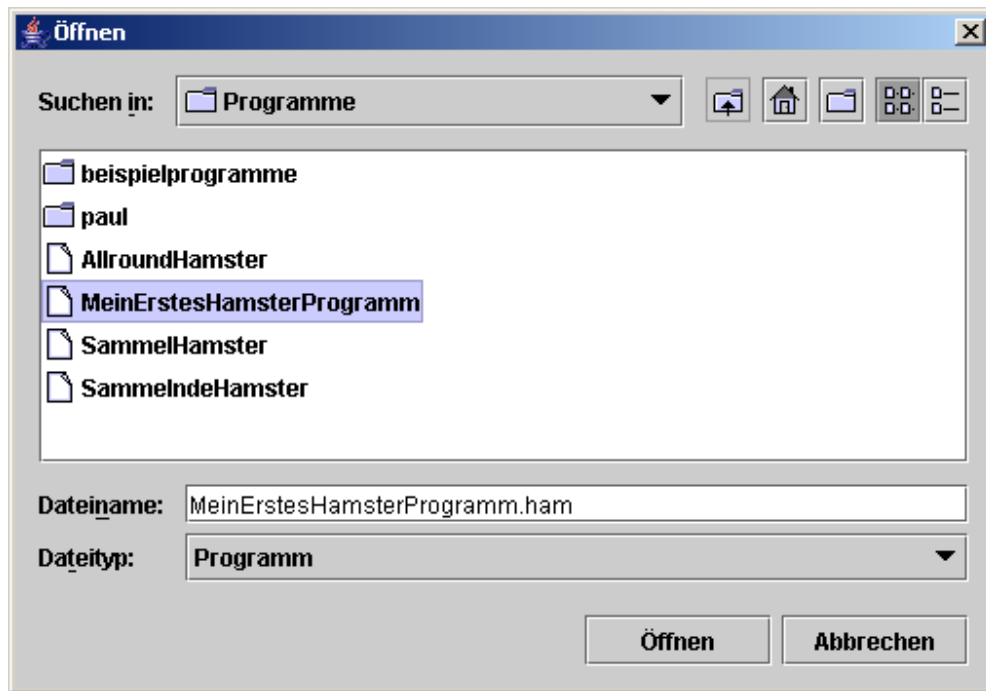 Öffnen
Suchen in: Programme
beispielprogramme
paul
AllroundHamster
MeinErstesHamsterProgramm
SammelHamster
SammelndeHamster
Dateiname: MeinErstesHamsterProgramm.ham
Dateityp: Programm
Öffnen Abbrechen